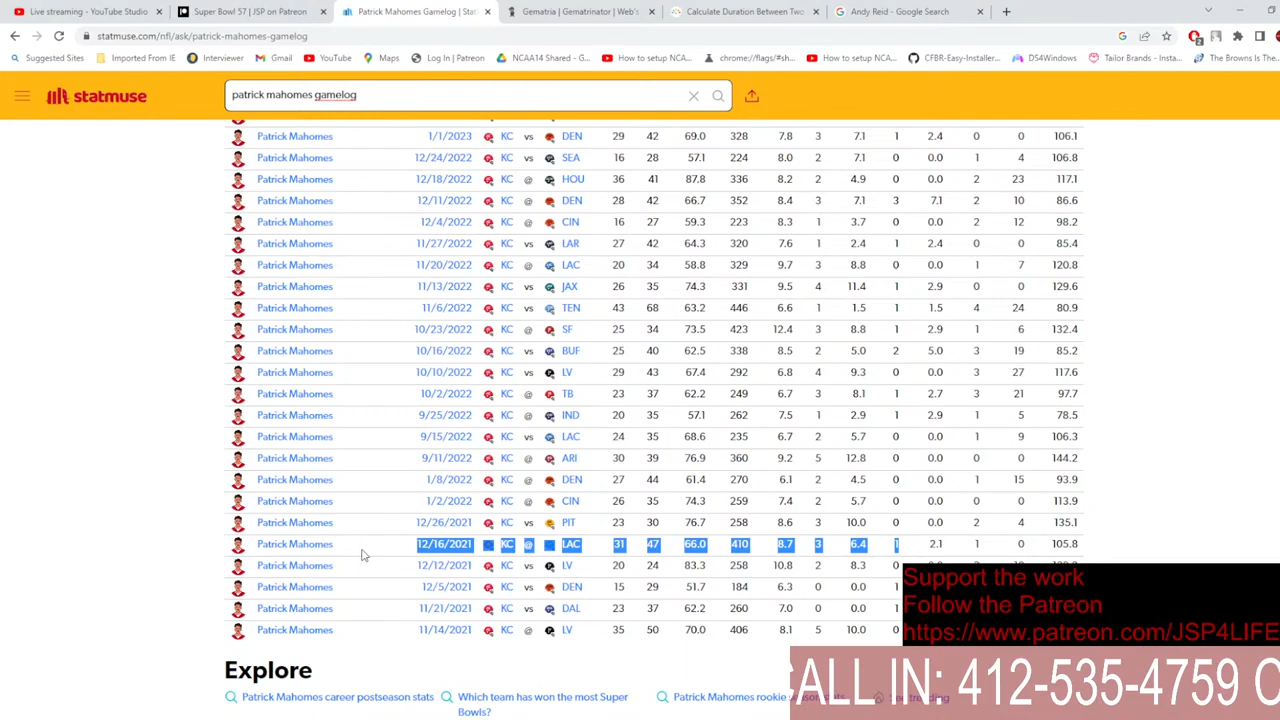 Live streaming - YouTube Studio
Super Bowl 57 | JSP on Patreon
Patrick Mahomes Gamelog | Stat
Gematria | Gematrinator | Web's
Calculate Duration Between Two
Andy Reid - Google Search
statmuse.com/nfl/ask/patrick-mahomes-gamelog
Suggested Sites
Imported From IE
Interviewer
Gmail
YouTube
Maps
Log In | Patreon
NCAA14 Shared - G...
How to setup NCA...
chrome://flags/#sh...
How to setup NCA...
CFBR-Easy-Installer...
DS4Windows
Tailor Brands - Insta...
The Browns Is The...
statmuse
patrick mahomes gamelog
Patrick Mahomes 1/1/2023 KC vs DEN 29 42 69.0 328 7.8 3 7.1 1 2.4 0 0 106.1
Patrick Mahomes 12/24/2022 KC vs SEA 16 28 57.1 224 8.0 2 7.1 0 0.0 1 4 106.8
Patrick Mahomes 12/18/2022 KC @ HOU 36 41 87.8 336 8.2 2 4.9 0 0.0 2 23 117.1
Patrick Mahomes 12/11/2022 KC @ DEN 28 42 66.7 352 8.4 3 7.1 3 7.1 2 10 86.6
Patrick Mahomes 12/4/2022 KC @ CIN 16 27 59.3 223 8.3 1 3.7 0 0.0 2 12 98.2
Patrick Mahomes 11/27/2022 KC vs LAR 27 42 64.3 320 7.6 1 2.4 1 2.4 0 0 85.4
Patrick Mahomes 11/20/2022 KC @ LAC 20 34 58.8 329 9.7 3 8.8 0 0.0 1 7 120.8
Patrick Mahomes 11/13/2022 KC vs JAX 26 35 74.3 331 9.5 4 11.4 1 2.9 0 0 129.6
Patrick Mahomes 11/6/2022 KC vs TEN 43 68 63.2 446 6.6 1 1.5 1 1.5 4 24 80.9
Patrick Mahomes 10/23/2022 KC @ SF 25 34 73.5 423 12.4 3 8.8 1 2.9 1 6 132.4
Patrick Mahomes 10/16/2022 KC vs BUF 25 40 62.5 338 8.5 2 5.0 2 5.0 3 19 85.2
Patrick Mahomes 10/10/2022 KC vs LV 29 43 67.4 292 6.8 4 9.3 0 0.0 3 27 117.6
Patrick Mahomes 10/2/2022 KC @ TB 23 37 62.2 249 6.7 3 8.1 1 2.7 3 21 97.7
Patrick Mahomes 9/25/2022 KC @ IND 20 35 57.1 262 7.5 1 2.9 1 2.9 1 5 78.5
Patrick Mahomes 9/15/2022 KC vs LAC 24 35 68.6 235 6.7 2 5.7 0 0.0 1 9 106.3
Patrick Mahomes 9/11/2022 KC @ ARI 30 39 76.9 360 9.2 5 12.8 0 0.0 0 0 144.2
Patrick Mahomes 1/8/2022 KC @ DEN 27 44 61.4 270 6.1 2 4.5 0 0.0 1 15 93.9
Patrick Mahomes 1/2/2022 KC @ CIN 26 35 74.3 259 7.4 2 5.7 0 0.0 0 0 113.9
Patrick Mahomes 12/26/2021 KC vs PIT 23 30 76.7 258 8.6 3 10.0 0 0.0 2 4 135.1
Patrick Mahomes 12/16/2021 KC @ LAC 31 47 66.0 410 8.7 3 6.4 1 2.1 1 0 105.8
Patrick Mahomes 12/12/2021 KC vs LV 20 24 83.3 258 10.8 2 8.3 0 0.0
Patrick Mahomes 12/5/2021 KC vs DEN 15 29 51.7 184 6.3 0 0.0 1
Patrick Mahomes 11/21/2021 KC vs DAL 23 37 62.2 260 7.0 0 0.0 1
Patrick Mahomes 11/14/2021 KC @ LV 35 50 70.0 406 8.1 5 10.0 0
Support the work
Follow the Patreon
https://www.patreon.com/JSP4LIFE
Explore
Patrick Mahomes career postseason stats
Which team has won the most Super Bowls?
Patrick Mahomes rookie season stats
CALL IN: 412-535-4759